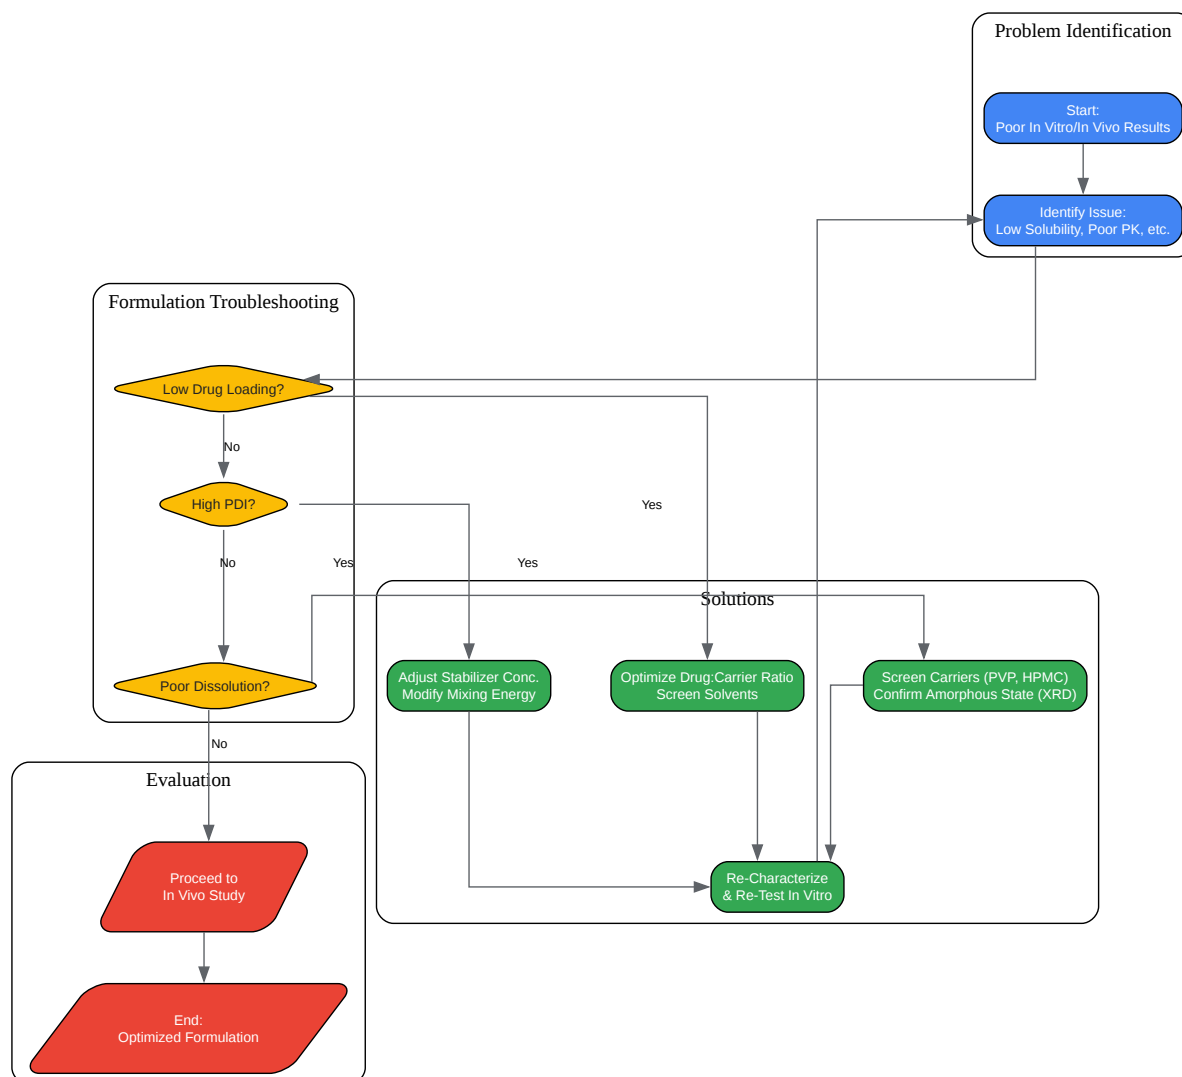 Problem Identification
Start:
Poor In Vitro/In Vivo Results
Identify Issue:
Low Solubility, Poor PK, etc.
Formulation Troubleshooting
Low Drug Loading?
No
High PDI?
Yes
No
Yes
Yes
Solutions
Poor Dissolution?
Adjust Stabilizer Conc.
Modify Mixing Energy
Optimize Drug:Carrier Ratio
Screen Solvents
Screen Carriers (PVP, HPMC)
Confirm Amorphous State (XRD)
No
Evaluation
Proceed to
In Vivo Study
Re-Characterize
& Re-Test In Vitro
End:
Optimized Formulation